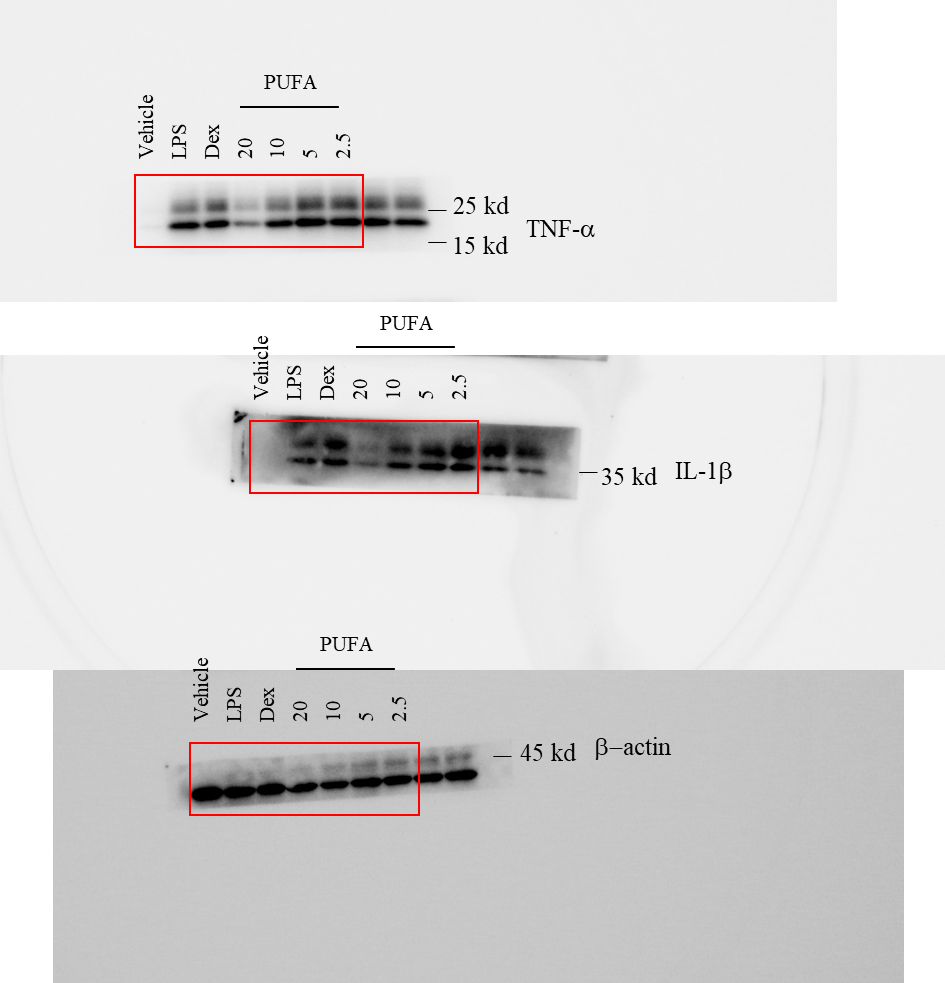 PUFA
Vehicle LPS Dex 20 10 5 2.5
25 kd
TNF-α
15 kd
PUFA
Vehicle LPS Dex 20 10 5 2.5
35 kd IL-1β
PUFA
Vehicle LPS Dex 20 10 5 2.5
45 kd β−actin